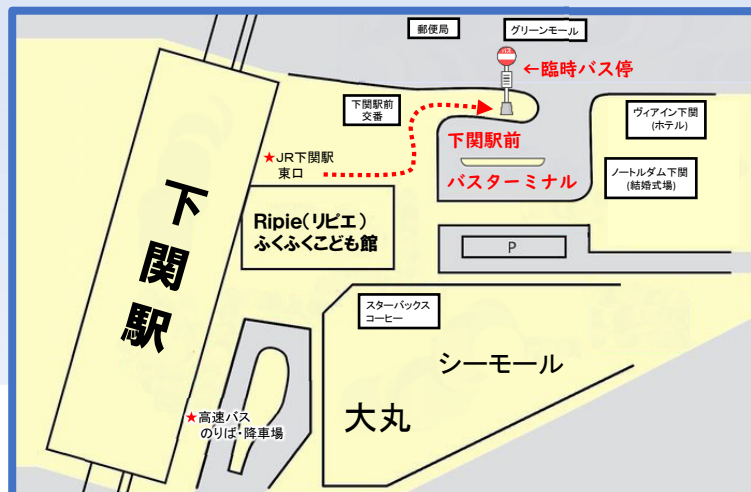 郵便局
グリーンモール
バス
←臨時バス停
下関駅前
交番
ヴィアイン下関
(ホテル)
下関駅前
バスターミナル
★JR下関駅
東口
ノートルダム下関
(結婚式場)
下関駅
Ripie(リピエ)
ふくふくこども館
P
スターバックス
コーヒー
シーモール
大丸
★高速バス
のりば・降車場